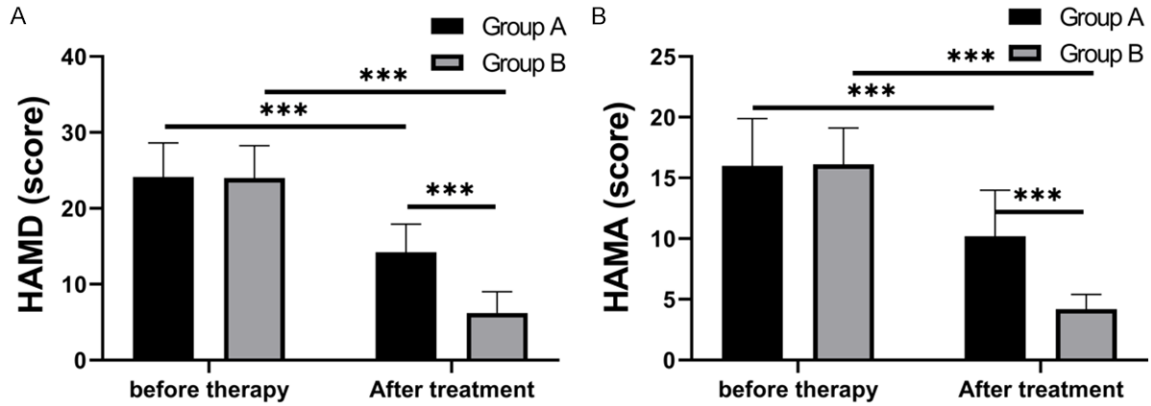 A
Group A
Group B
HAMD (score)
40
30
20
10
0
***
***
***
before therapy
After treatment
B
Group A
Group B
HAMA (score)
25
20
15
10
5
0
***
***
***
before therapy
After treatment